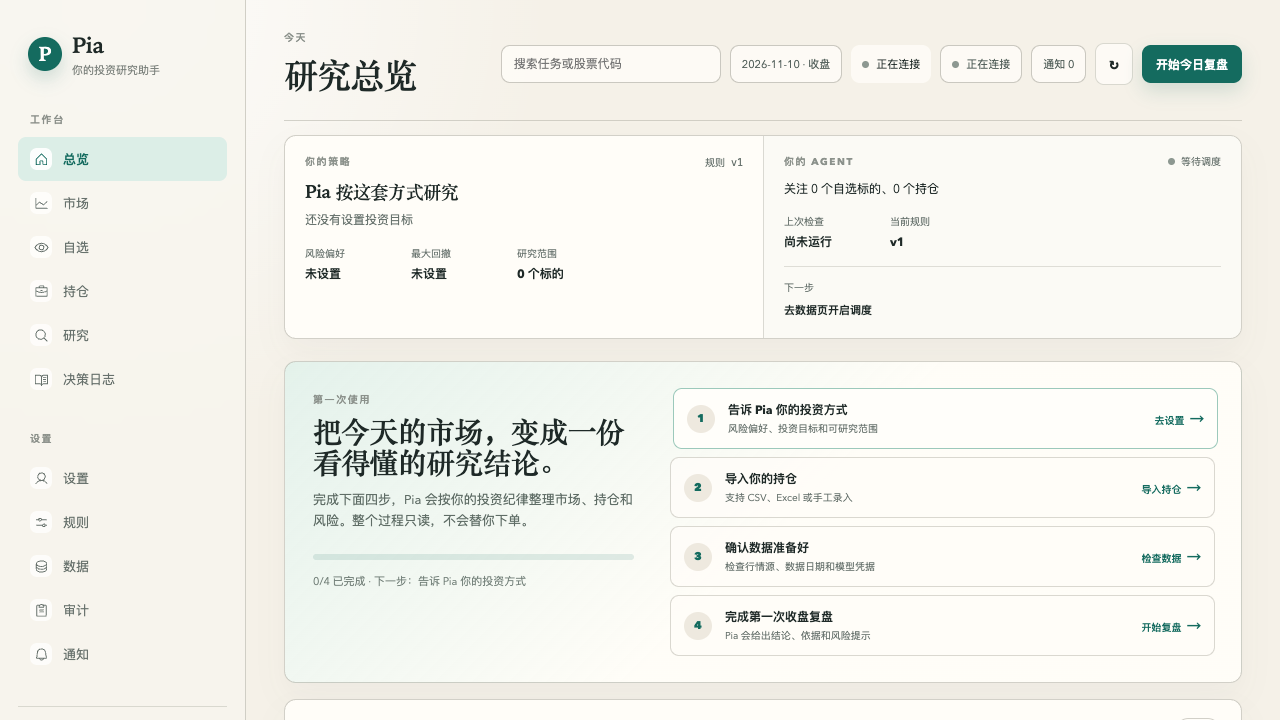 P
Pia
你的投资研究助手
工作台
总览
市场
自选
持仓
研究
决策日志
设置
设置
规则
数据
审计
通知
今天
研究总览
搜索任务或股票代码
2026-11-10 · 收盘
正在连接
正在连接
通知 0
↻
开始今日复盘
你的策略
规则 v1
Pia 按这套方式研究
还没有设置投资目标
风险偏好
未设置
最大回撤
未设置
研究范围
0 个标的
你的 AGENT
等待调度
关注 0 个自选标的、0 个持仓
上次检查
尚未运行
当前规则
v1
下一步
去数据页开启调度
第一次使用
把今天的市场，变成一份
看得懂的研究结论。
完成下面四步，Pia 会按你的投资纪律整理市场、持仓和
风险。整个过程只读，不会替你下单。
0/4 已完成 · 下一步：告诉 Pia 你的投资方式
1
告诉 Pia 你的投资方式
风险偏好、投资目标和可研究范围
去设置 →
2
导入你的持仓
支持 CSV、Excel 或手工录入
导入持仓 →
3
确认数据准备好
检查行情源、数据日期和模型凭据
检查数据 →
4
完成第一次收盘复盘
Pia 会给出结论、依据和风险提示
开始复盘 →